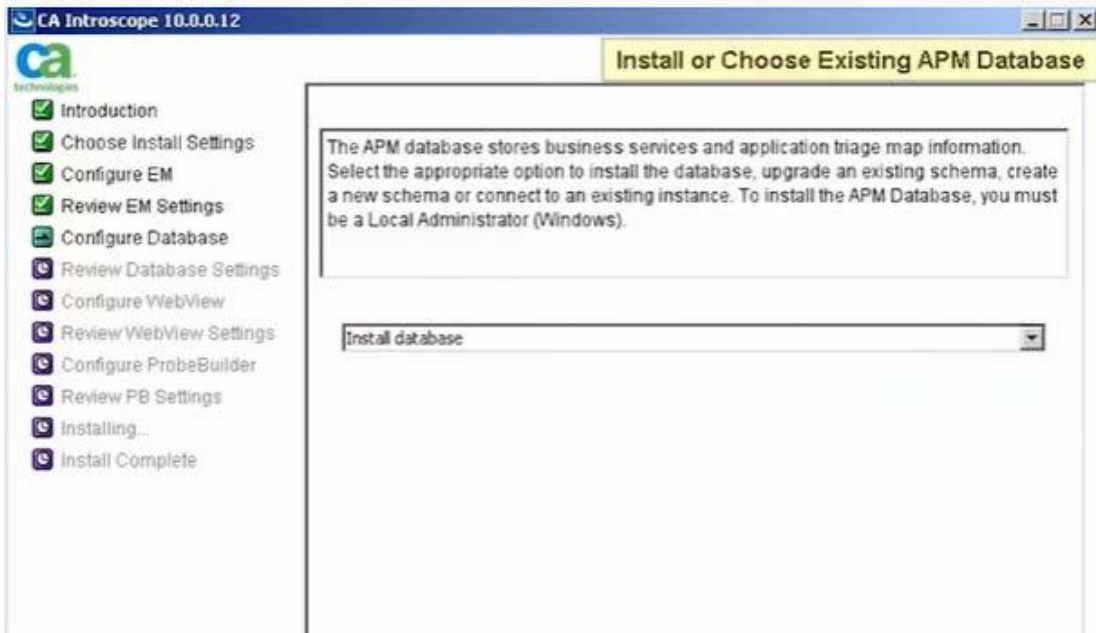 CA Introscope 10.0.0.12
ca
technologies
Install or Choose Existing APM Database
Introduction
Choose Install Settings
Configure EM
Review EM Settings
Configure Database
Review Database Settings
Configure WebView
Review WebView Settings
Configure ProbeBuilder
Review PB Settings
Installing...
Install Complete
The APM database stores business services and application triage map information.
Select the appropriate option to install the database, upgrade an existing schema, create
a new schema or connect to an existing instance. To install the APM Database, you must
be a Local Administrator (Windows).
Install database